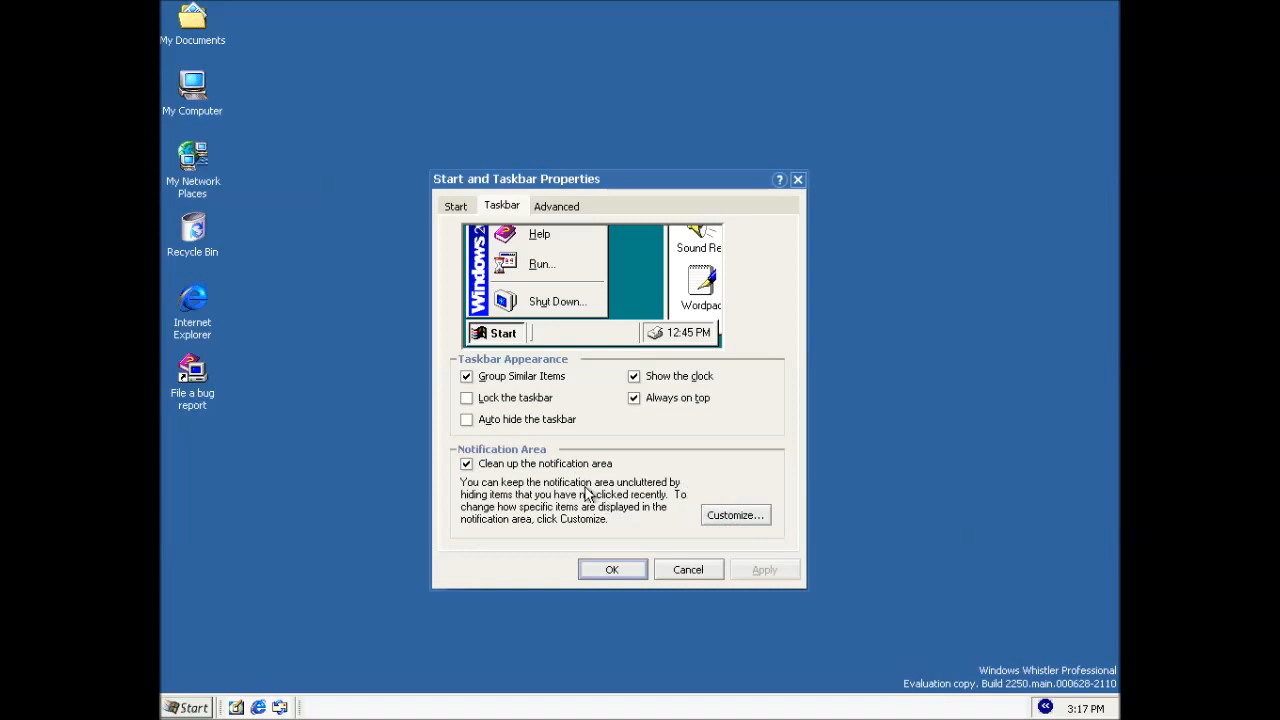 My Documents
My Computer
My Network
Places
Recycle Bin
Internet
Explorer
File a bug
report
Start and Taskbar Properties
Start
Taskbar
Advanced
Windows 2
Help
Run...
Shut Down...
Sound Re
Wordpad
Start
12:45 PM
Taskbar Appearance
Group Similar Items
Show the clock
Lock the taskbar
Always on top
Auto hide the taskbar
Notification Area
Clean up the notification area
You can keep the notification area uncluttered by
hiding items that you have clicked recently. To
change how specific items are displayed in the
notification area, click Customize.
Customize...
OK
Cancel
Apply
Windows Whistler Professional
Evaluation copy. Build 2250.main.000628-2110
Start
3:17 PM